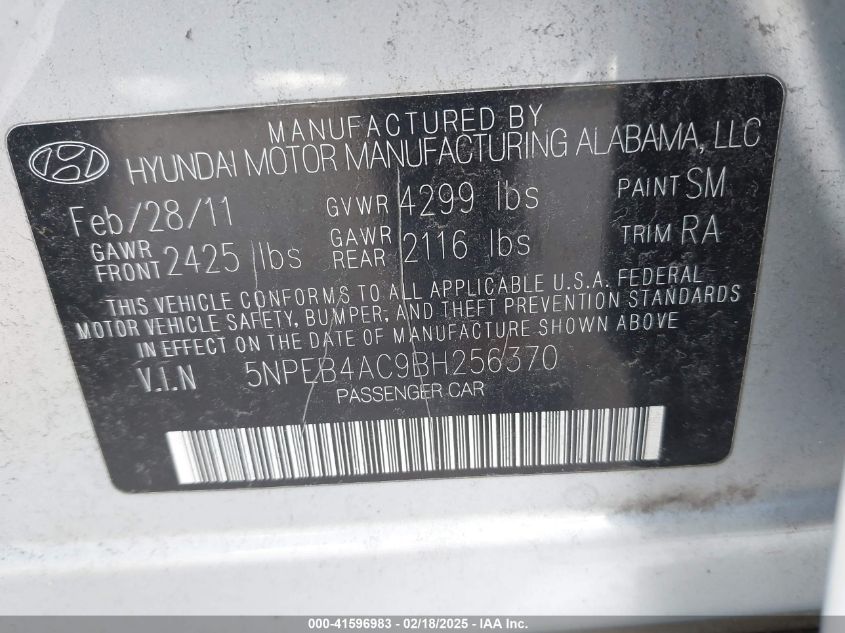 MANUFACTURED BY
HYUNDAI MOTOR MANUFACTURING ALABAMA, LLC
Feb/28/11 GVWR 4299 lbs PAINT SM
GAWR FRONT 2425 lbs GAWR REAR 2116 lbs TRIM RA
THIS VEHICLE CONFORMS TO ALL APPLICABLE U.S.A. FEDERAL
MOTOR VEHICLE SAFETY, BUMPER, AND THEFT PREVENTION STANDARDS
IN EFFECT ON THE DATE OF MANUFACTURE SHOWN ABOVE
V.I.N 5NPEB4AC9BH256370
PASSENGER CAR
000-41596983 - 02/18/2025 - IAA Inc.